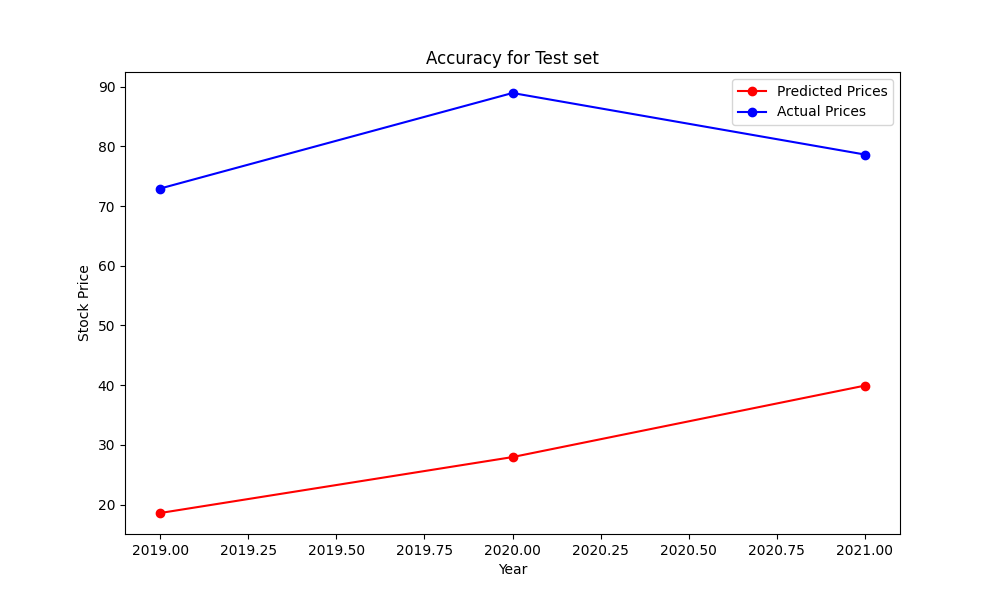 Accuracy for Test set
Predicted Prices
Actual Prices
Stock Price
90
80
70
60
50
40
30
20
2019.00 2019.25 2019.50 2019.75 2020.00 2020.25 2020.50 2020.75 2021.00
Year